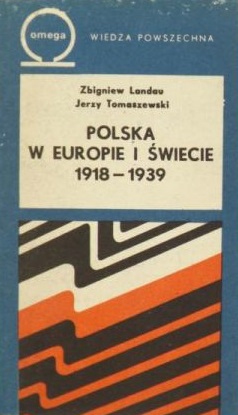 omega
WIEDZA POWSZECHNA
Zbigniew Landau
Jerzy Tomaszewski
POLSKA
W EUROPIE I ŚWIECIE
1918–1939